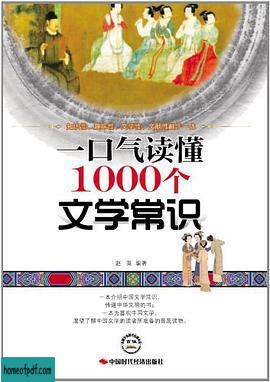 一口气读懂
1000个
文学常识
赵 英 编著
一本介绍中国文学常识、
传递中华文明的书;
一本为喜欢中国文学、
渴望了解中国文学的读者所准备的普及读物。
homeofpdf.com
中国时代经济出版社